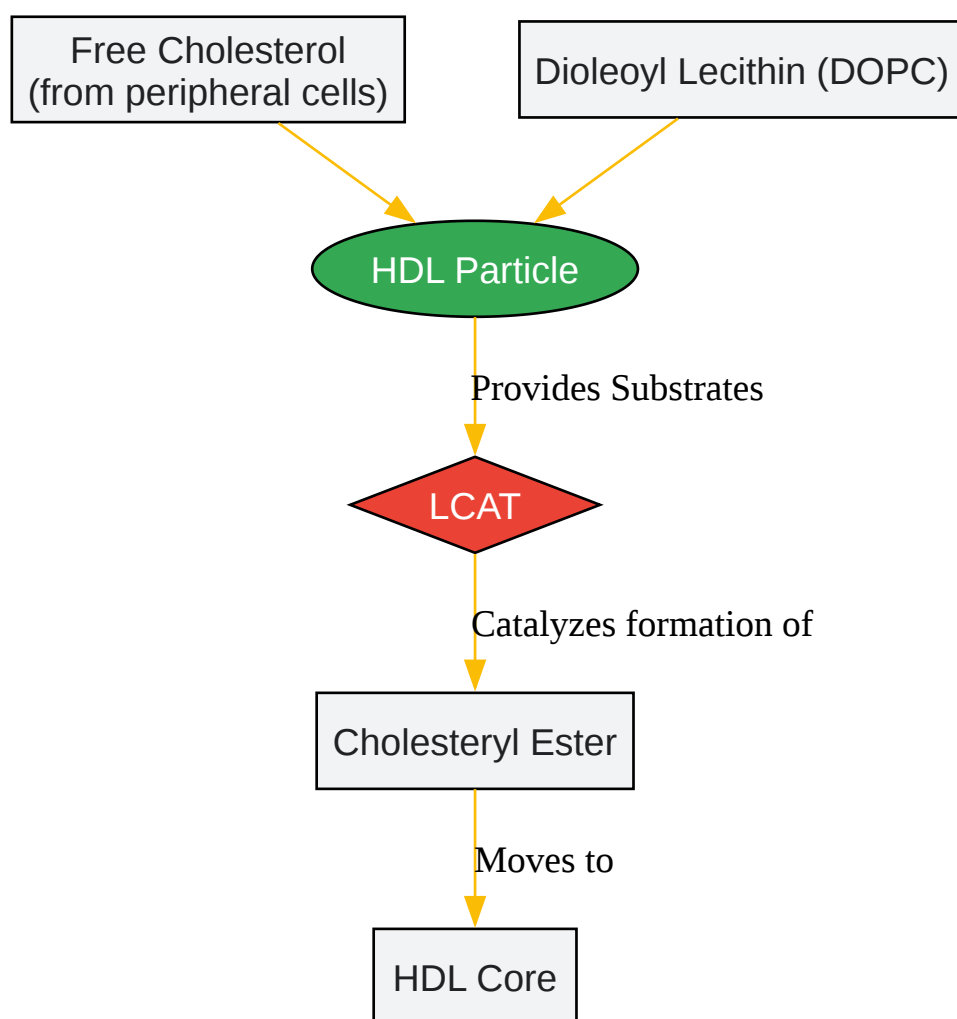 Free Cholesterol
(from peripheral cells)
Dioleoyl Lecithin (DOPC)
HDL Particle
Provides Substrates
LCAT
Catalyzes formation of
Cholesteryl Ester
Moves to
HDL Core